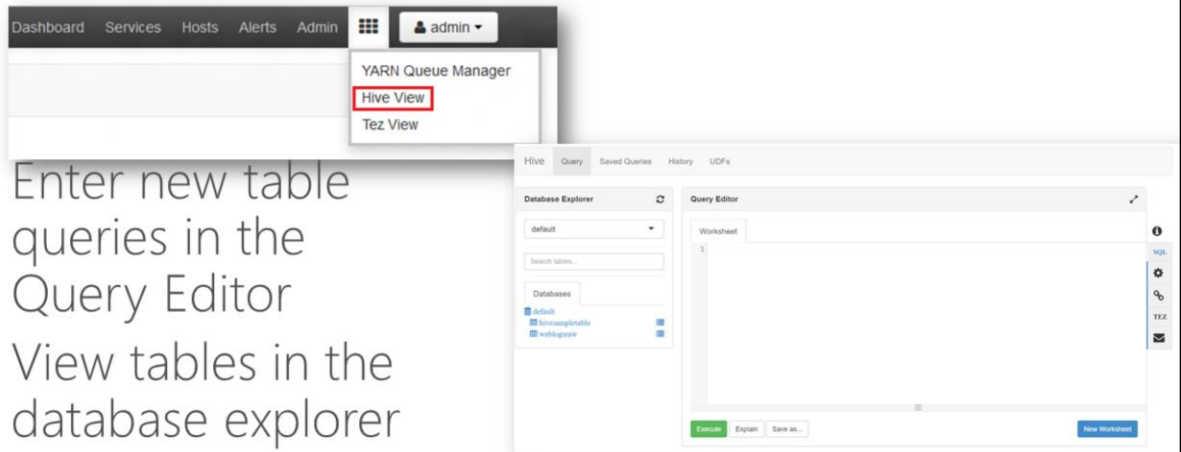 Dashboard Services Hosts Alerts Admin admin
YARN Queue Manager
Hive View
Tez View
Enter new table
queries in the
Query Editor
View tables in the
database explorer
Hive Query Saved Queries History UDFs
Database Explorer
default
Search tables...
Databases
default
hivesampletable
weblogsraw
Query Editor
Worksheet
1
SQL
TEZ
Execute Explain Save as... New Worksheet